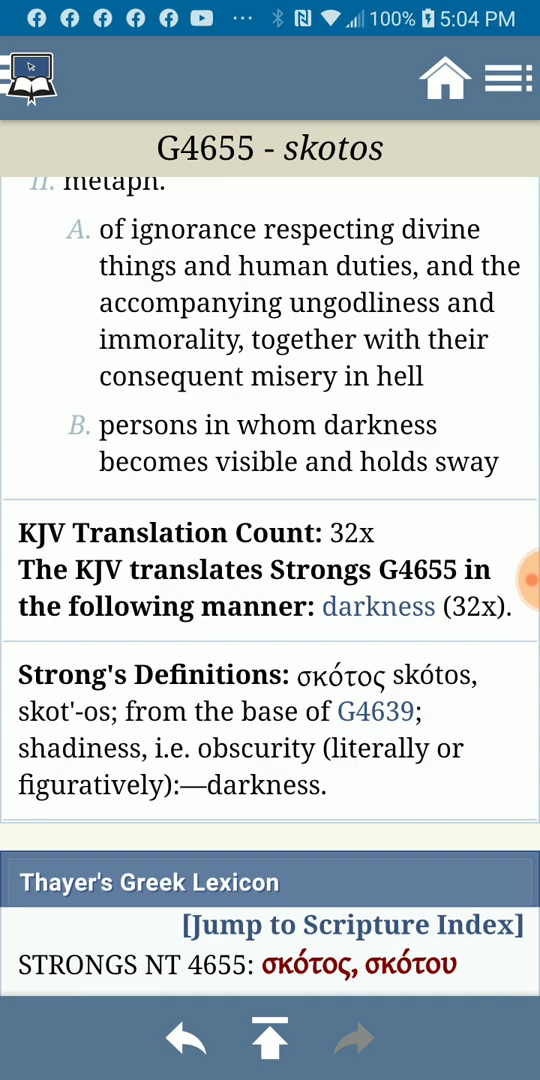 100% 5:04 PM
G4655 - skotos
II. metaph.
A. of ignorance respecting divine
things and human duties, and the
accompanying ungodliness and
immorality, together with their
consequent misery in hell
B. persons in whom darkness
becomes visible and holds sway
KJV Translation Count: 32x
The KJV translates Strongs G4655 in
the following manner: darkness (32x).
Strong's Definitions: σκότος skótos,
skot'-os; from the base of G4639;
shadiness, i.e. obscurity (literally or
figuratively):—darkness.
Thayer's Greek Lexicon
[Jump to Scripture Index]
STRONGS NT 4655: σκότος, σκότου